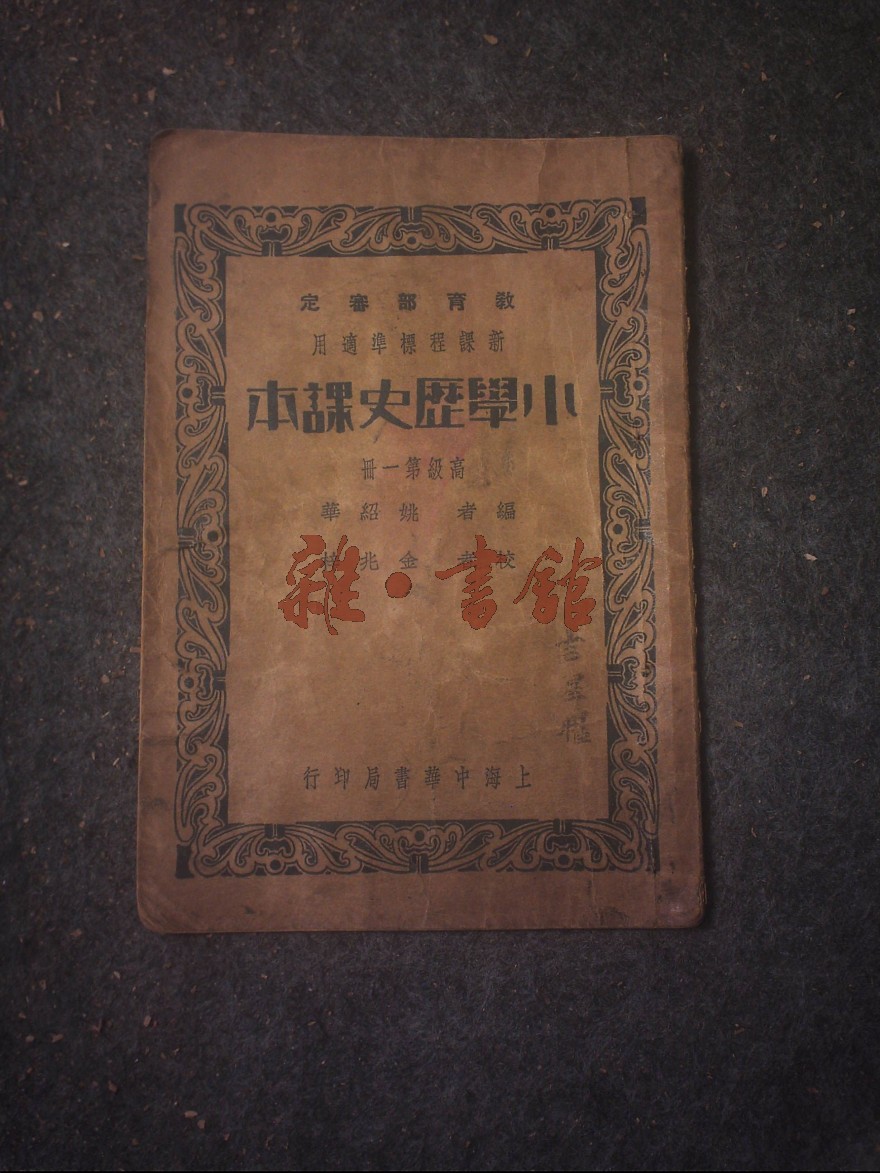 教育部審定
新課程標準適用
小學歷史課本
高級第一冊
編者 姚紹華
校者 金兆梓
雜·書館
上海中華書局印行